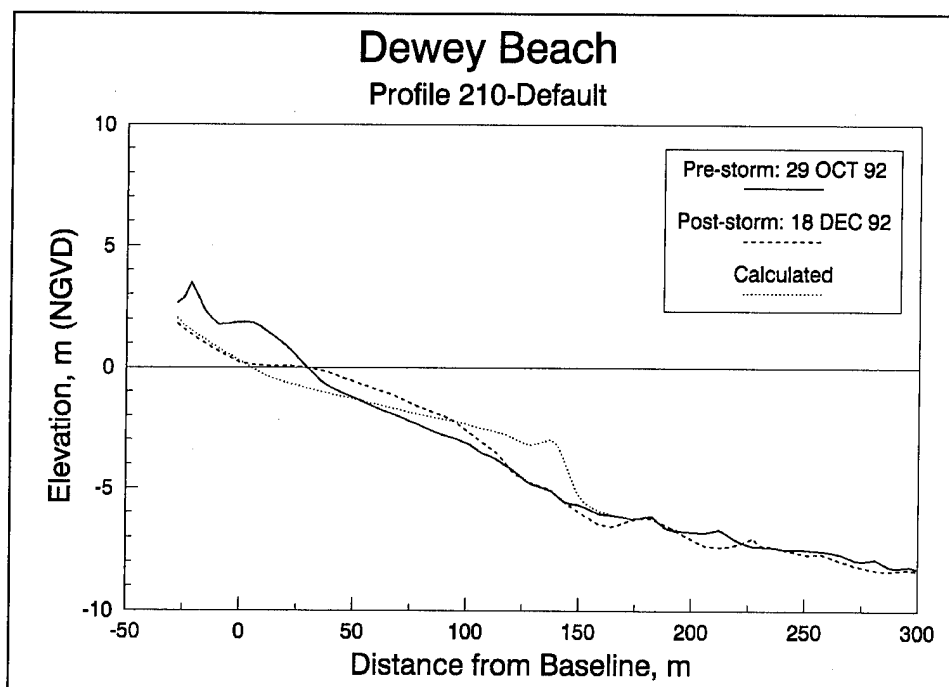 Dewey Beach
Profile 210-Default
10
5
0
-5
-10
Elevation, m (NGVD)
Pre-storm: 29 OCT 92
Post-storm: 18 DEC 92
Calculated
-50
0
50
100
150
200
250
300
Distance from Baseline, m